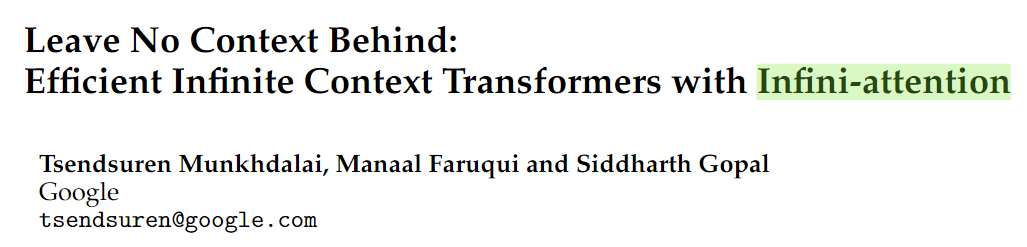 Leave No Context Behind:
Efficient Infinite Context Transformers with Infini-attention
Tsendsuren Munkhdalai, Manaal Faruqui and Siddharth Gopal
Google
tsendsuren@google.com